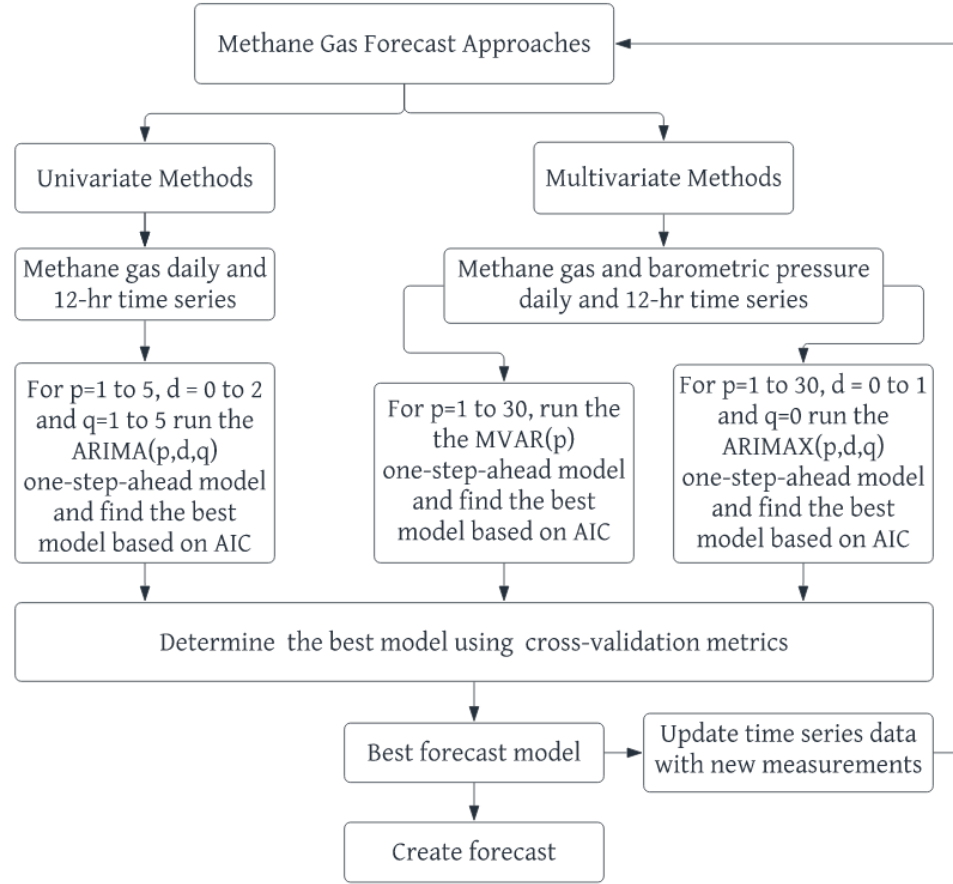 Methane Gas Forecast Approaches
Univariate Methods
Multivariate Methods
Methane gas daily and
12-hr time series
Methane gas and barometric pressure
daily and 12-hr time series
For p=1 to 5, d = 0 to 2
and q=1 to 5 run the
ARIMA(p,d,q)
one-step-ahead model
and find the best
model based on AIC
For p=1 to 30, run the
the MVAR(p)
one-step-ahead model
and find the best
model based on AIC
For p=1 to 30, d = 0 to 1
and q=0 run the
ARIMAX(p,d,q)
one-step-ahead model
and find the best
model based on AIC
Determine the best model using cross-validation metrics
Best forecast model
Update time series data
with new measurements
Create forecast